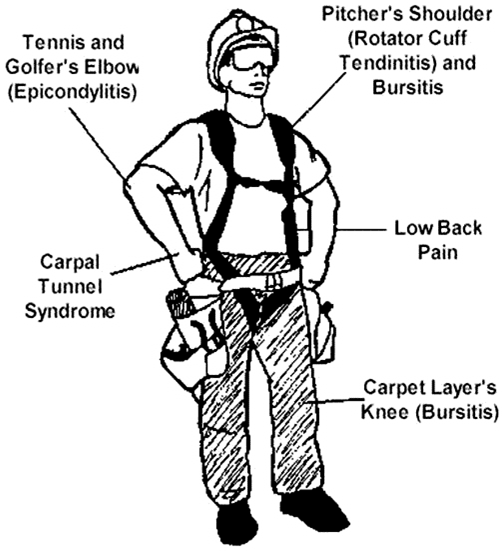 Tennis and
Golfer's Elbow
(Epicondylitis)
Pitcher's Shoulder
(Rotator Cuff
Tendinitis) and
Bursitis
Carpal
Tunnel
Syndrome
Low Back
Pain
Carpet Layer's
Knee (Bursitis)